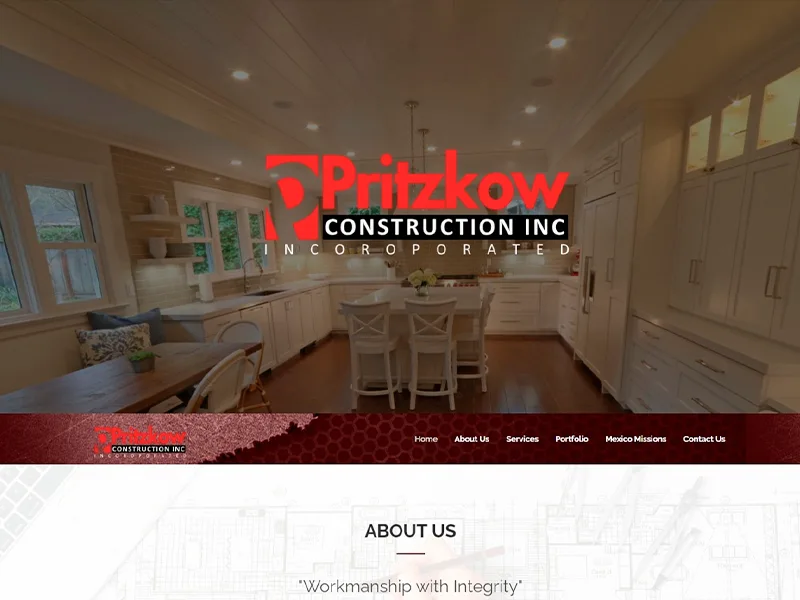 Pritzkow
CONSTRUCTION INC
INCOROPORATED
Pritzkow
CONSTRUCTION INC
INCOROPORATED
Home About Us Services Portfolio Mexico Missions Contact Us
ABOUT US
"Workmanship with Integrity"